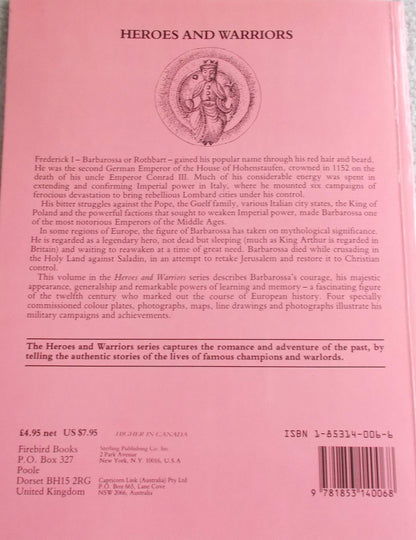 HEROES AND WARRIORS
Frederick I – Barbarossa or Rothbart – gained his popular name through his red hair and beard.
He was the second German Emperor of the House of Hohenstaufen, crowned in 1152 on the
death of his uncle Emperor Conrad III. Much of his considerable energy was spent in
extending and confirming Imperial power in Italy, where he mounted six campaigns of
ferocious devastation to bring rebellious Lombard cities under his control.
His bitter struggles against the Pope, the Guelf family, various Italian city states, the King of
Poland and the powerful factions that sought to weaken Imperial power, made Barbarossa one
of the most notorious Emperors of the Middle Ages.
In some regions of Europe, the figure of Barbarossa has taken on mythological significance.
He is regarded as a legendary hero, not dead but sleeping (much as King Arthur is regarded in
Britain) and waiting to reawaken at a time of great need. Barbarossa died while crusading in
the Holy Land against Saladin, in an attempt to retake Jerusalem and restore it to Christian
control.
This volume in the Heroes and Warriors series describes Barbarossa's courage, his majestic
appearance, generalship and remarkable powers of learning and memory – a fascinating figure
of the twelfth century who marked out the course of European history. Four specially
commissioned colour plates, photographs, maps, line drawings and photographs illustrate his
military campaigns and achievements.
The Heroes and Warriors series captures the romance and adventure of the past, by
telling the authentic stories of the lives of famous champions and warlords.
£4.95 net US $7.95 HIGHER IN CANADA
Firebird Books
P.O. Box 327
Poole
Dorset BH15 2RG
United Kingdom
Sterling Publishing Co. Inc.
2 Park Avenue
New York, N.Y. 10016, U.S.A
Capricorn Link (Australia) Pty Ltd
P.O. Box 665, Lane Cove
NSW 2066, Australia
ISBN 1-85314-006-6
9 781853 140068